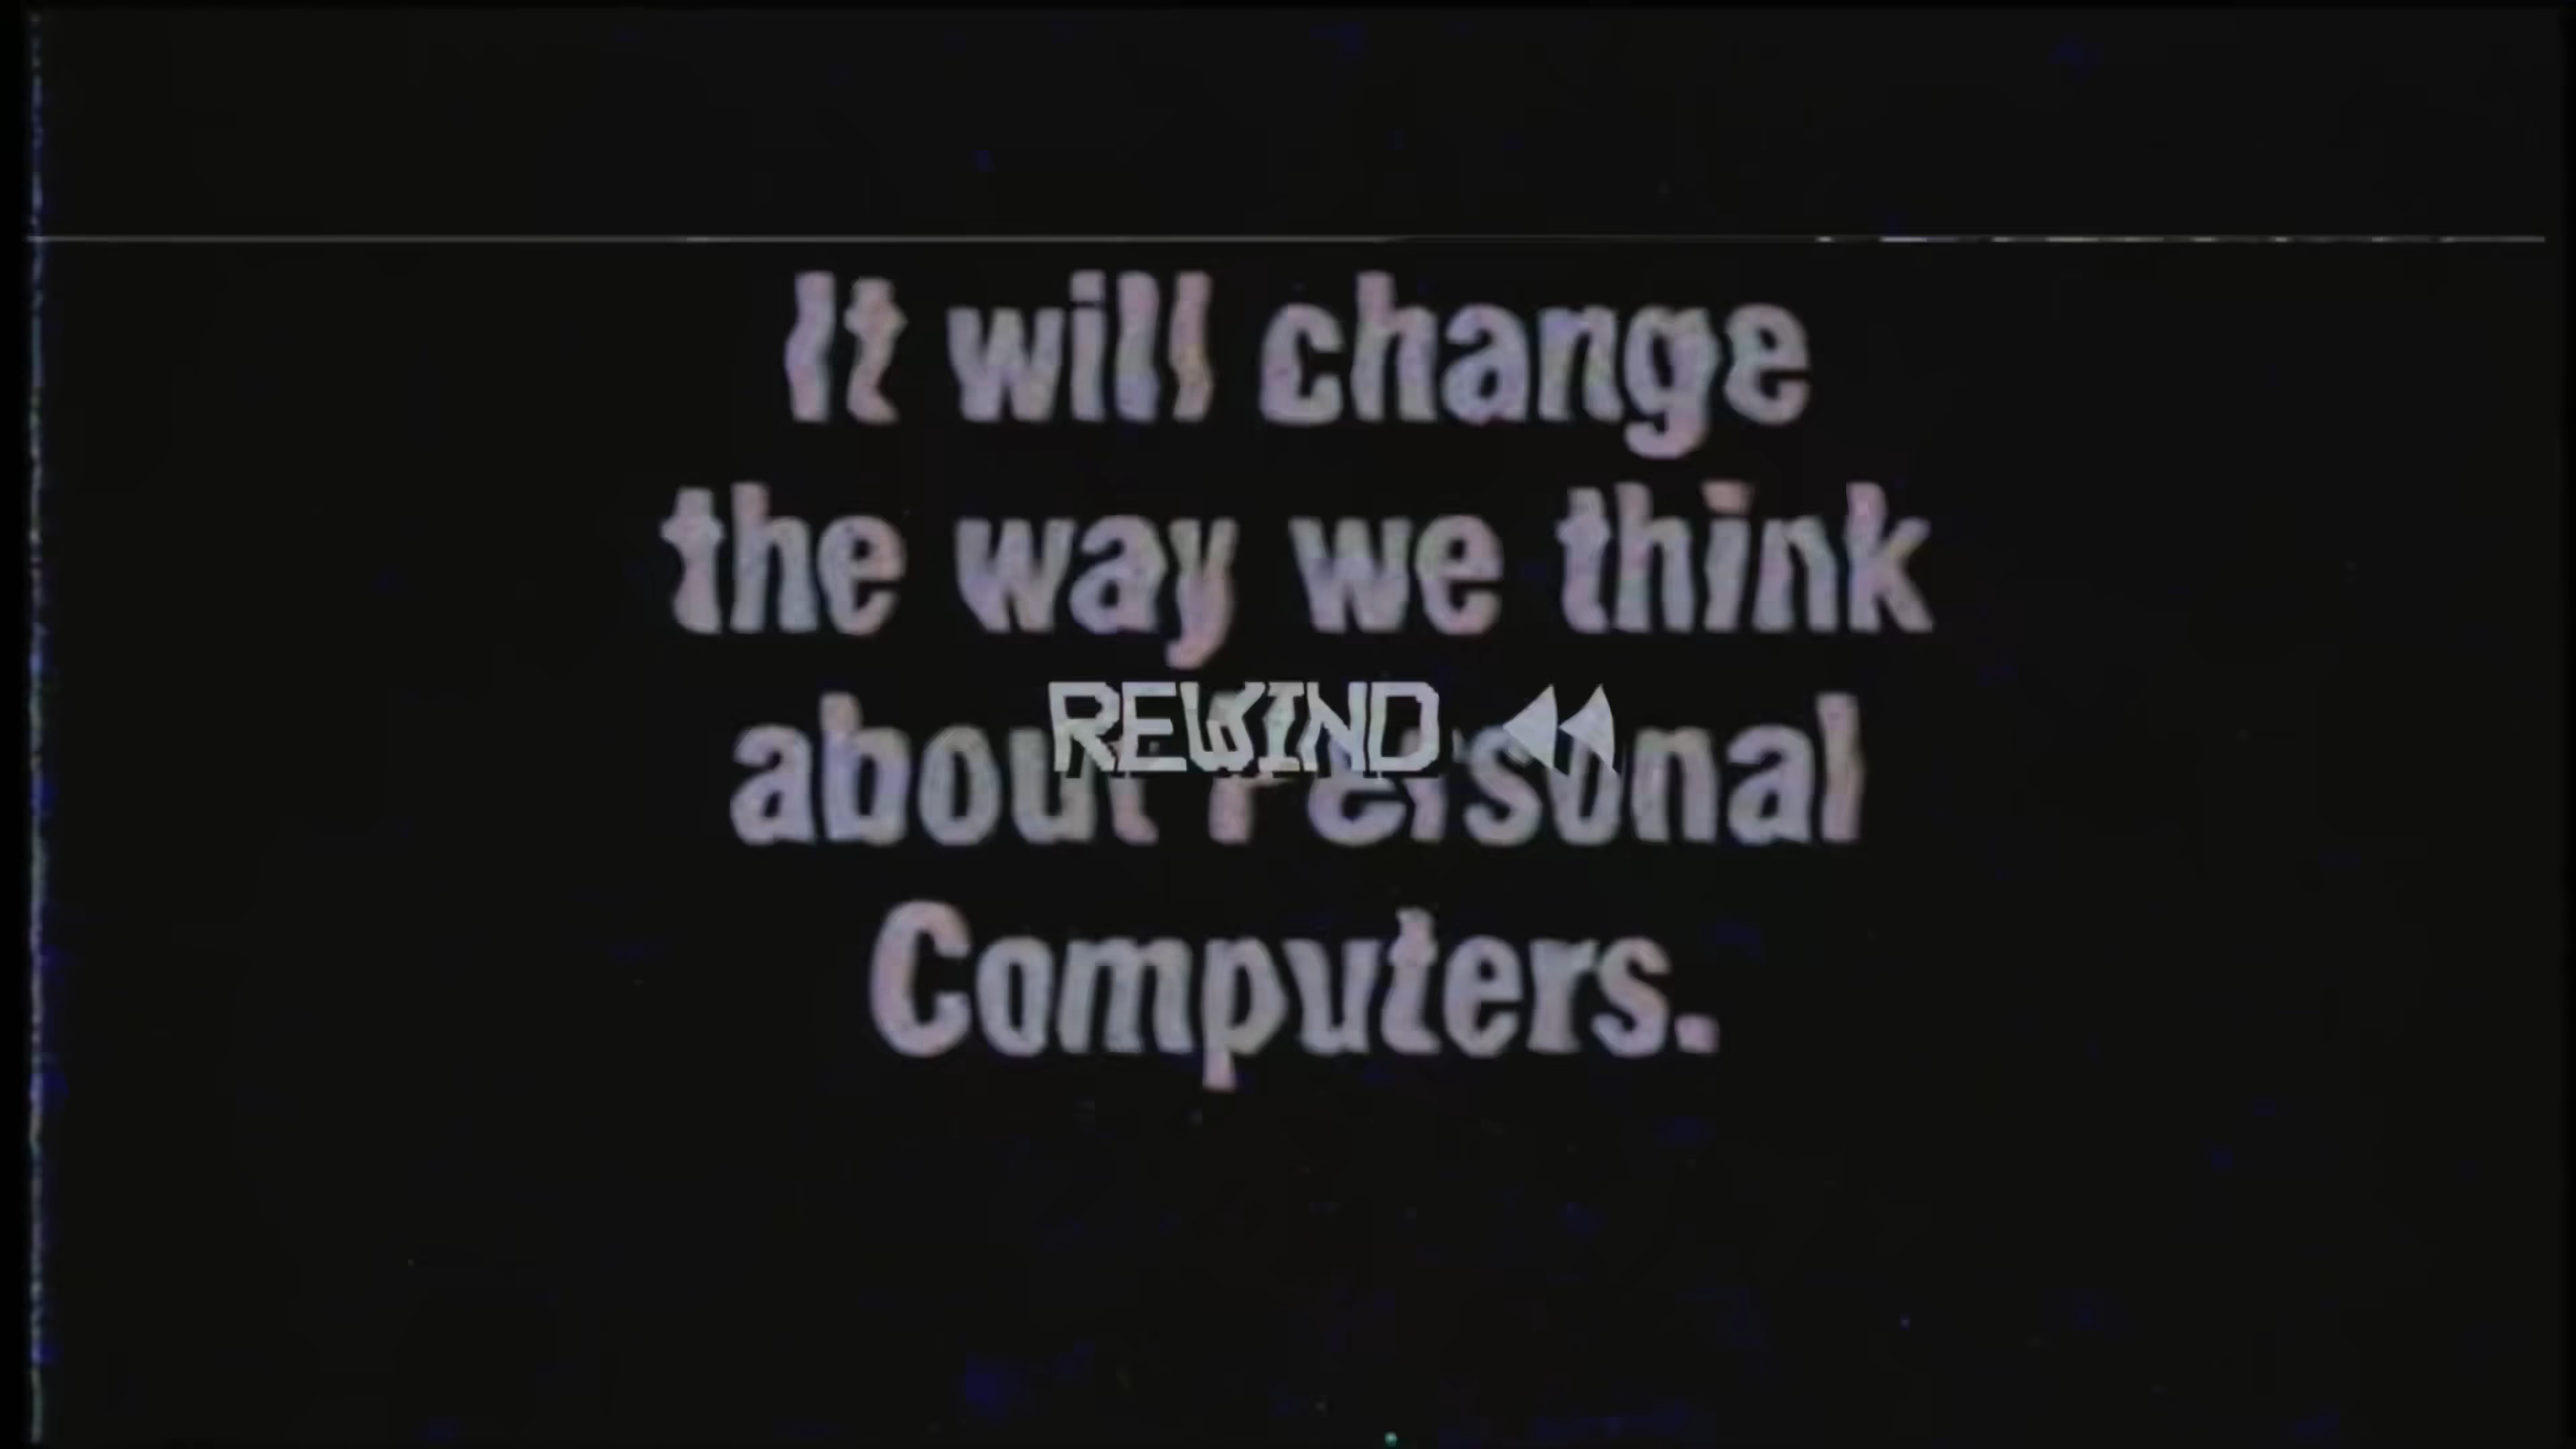 It will change
the way we think
about Personal
REWIND
Computers.